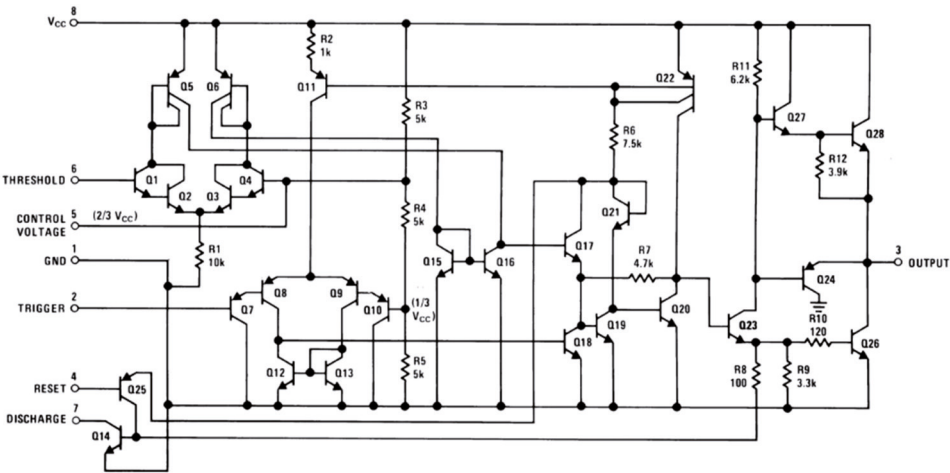 8
VCC
R2
1k
R11
6.2k
Q5
Q6
Q11
Q22
Q27
Q28
R3
5k
R6
7.5k
R12
3.9k
6
THRESHOLD
Q1
Q2
Q3
Q4
5
CONTROL
VOLTAGE
(2/3 VCC)
R4
5k
Q21
Q17
R7
4.7k
1
GND
R1
10k
Q15
Q16
Q24
3
OUTPUT
2
TRIGGER
Q7
Q8
Q9
Q10
(1/3
VCC)
Q18
Q19
Q20
Q23
R10
120
Q26
Q12
Q13
R5
5k
R8
100
R9
3.3k
4
RESET
Q25
7
DISCHARGE
Q14